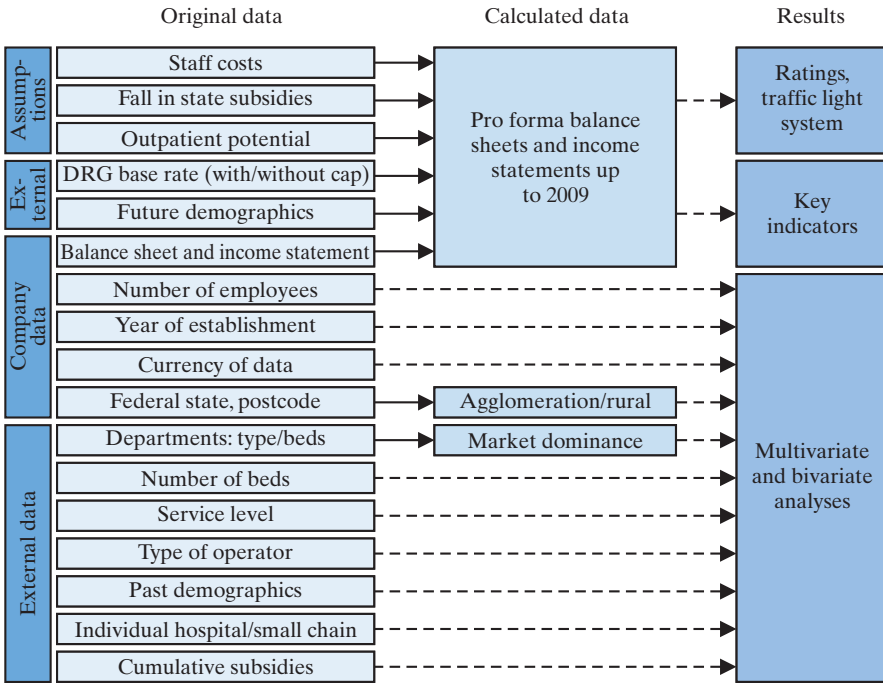 Original data
Calculated data
Results
Assump-
tions
Staff costs
Fall in state subsidies
Outpatient potential
Ex-
ternal
DRG base rate (with/without cap)
Future demographics
Company
data
Balance sheet and income statement
Number of employees
Year of establishment
Currency of data
Federal state, postcode
External data
Departments: type/beds
Number of beds
Service level
Type of operator
Past demographics
Individual hospital/small chain
Cumulative subsidies
Pro forma balance
sheets and income
statements up
to 2009
Agglomeration/rural
Market dominance
Ratings,
traffic light
system
Key
indicators
Multivariate
and bivariate
analyses